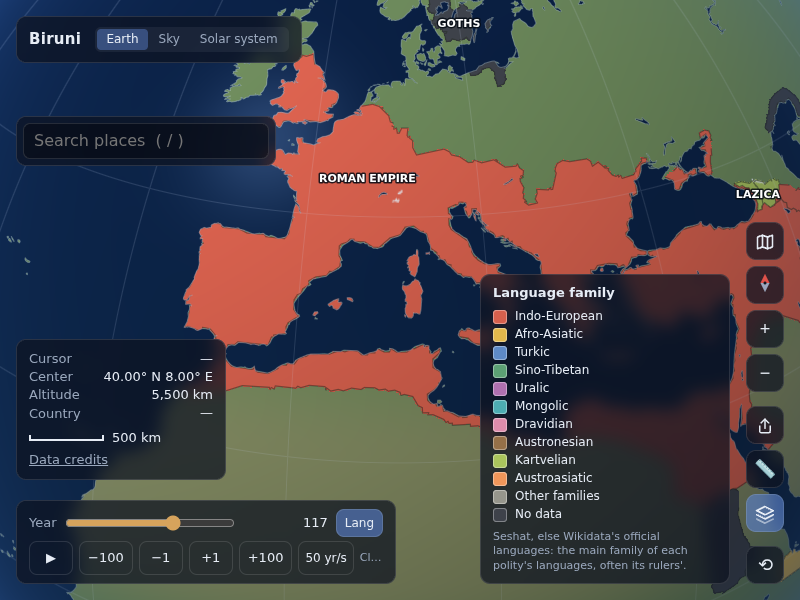 GOTHS
Biruni
Earth
Sky
Solar system
Search places ( / )
ROMAN EMPIRE
LAZICA
+
−
Language family
Indo-European
Afro-Asiatic
Turkic
Sino-Tibetan
Uralic
Mongolic
Dravidian
Austronesian
Kartvelian
Austroasiatic
Other families
No data
Seshat, else Wikidata's official
languages: the main family of each
polity's languages, often its rulers'.
Cursor —
Center 40.00° N 8.00° E
Altitude 5,500 km
Country —
500 km
Data credits
Year 117 Lang
▶ −100 −1 +1 +100 50 yr/s Cl...